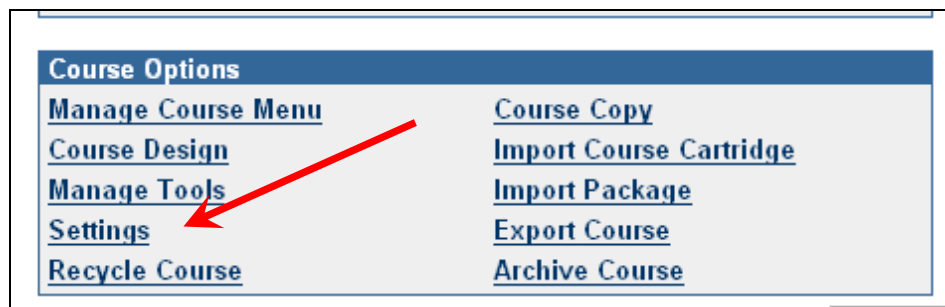 Course Options
Manage Course Menu
Course Design
Manage Tools
Settings
Recycle Course
Course Copy
Import Course Cartridge
Import Package
Export Course
Archive Course